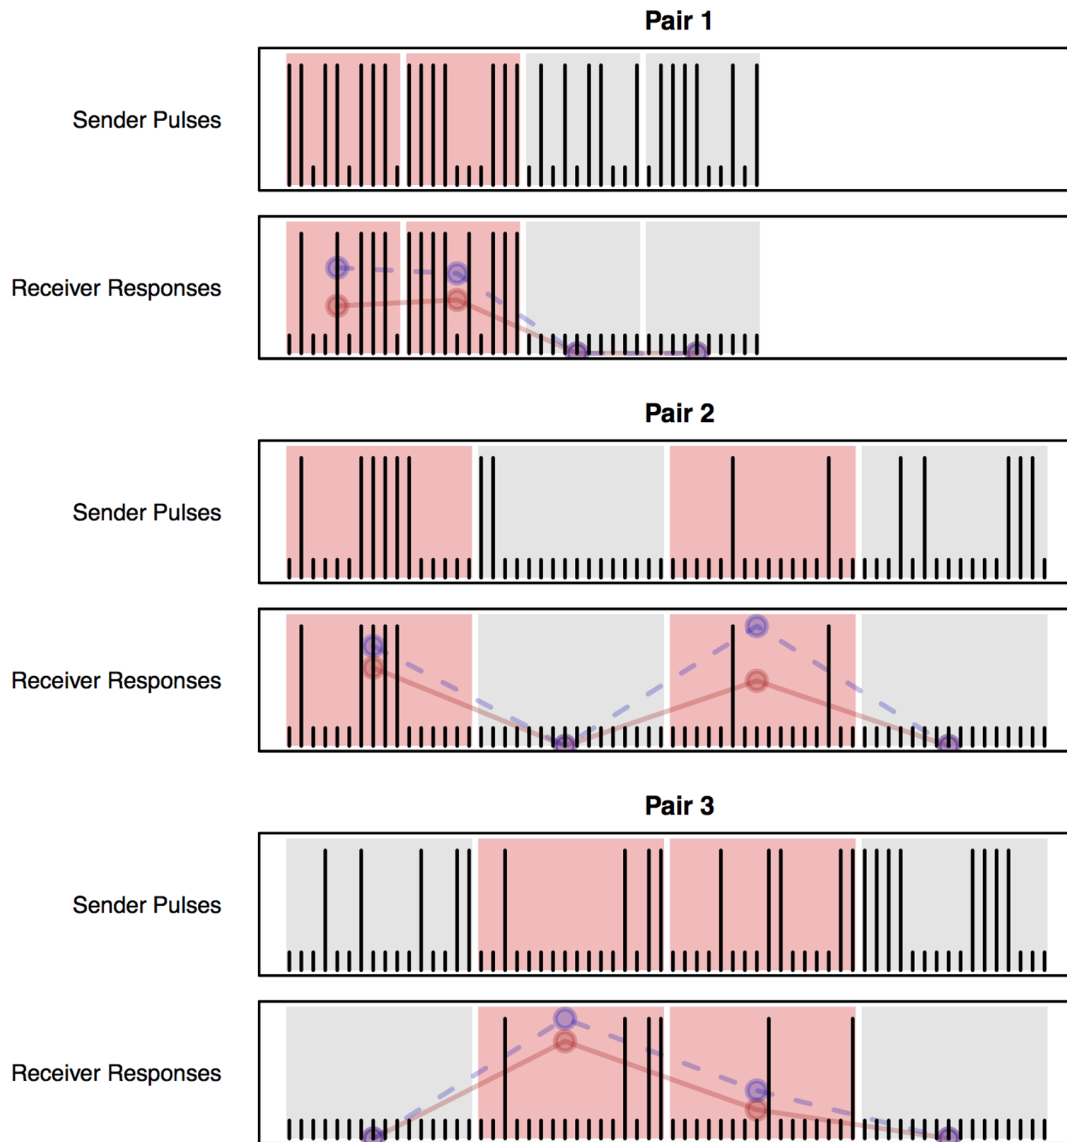 Pair 1
Sender Pulses
Receiver Responses
Pair 2
Sender Pulses
Receiver Responses
Pair 3
Sender Pulses
Receiver Responses